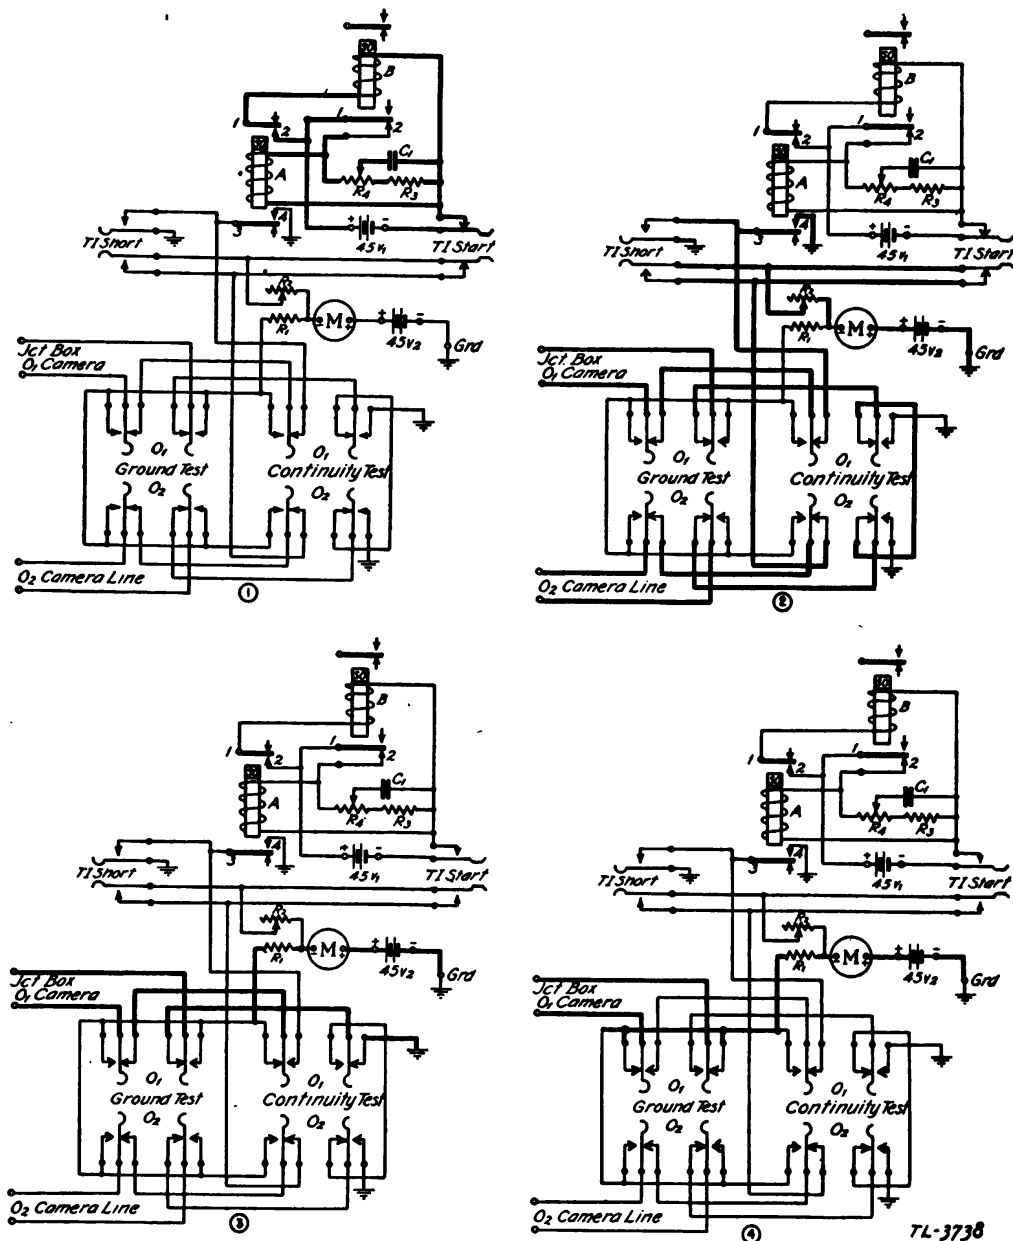 B
1
2
1
2
A
C1
R4
R3
4
3
+ -
45V1
TI Short
TI Start
R2
R1
M
+ -
45V2
Grd
Jct Box
O1 Camera
O1
Ground Test
O2
O1
Continuity Test
O2
O2 Camera Line
①
B
1
2
1
2
A
C1
R4
R3
4
3
+ -
45V1
TI Short
TI Start
R1
M
+ -
45V2
Grd
Jct Box
O1 Camera
O1
Ground Test
O2
O1
Continuity Test
O2
O2 Camera Line
②
B
1
2
1
2
A
C1
R4
R3
4
3
+ -
45V1
TI Short
TI Start
R1
M
+ -
45V2
Grd
Jct Box
O1 Camera
O1
Ground Test
O2
O1
Continuity Test
O2
O2 Camera Line
③
B
1
2
1
2
A
C1
R4
R3
4
3
+ -
45V1
TI Short
TI Start
R1
M
+ -
45V2
Grd
Jct Box
O1 Camera
O1
Ground Test
O2
O1
Continuity Test
O2
O2 Camera Line
④
TL-3738